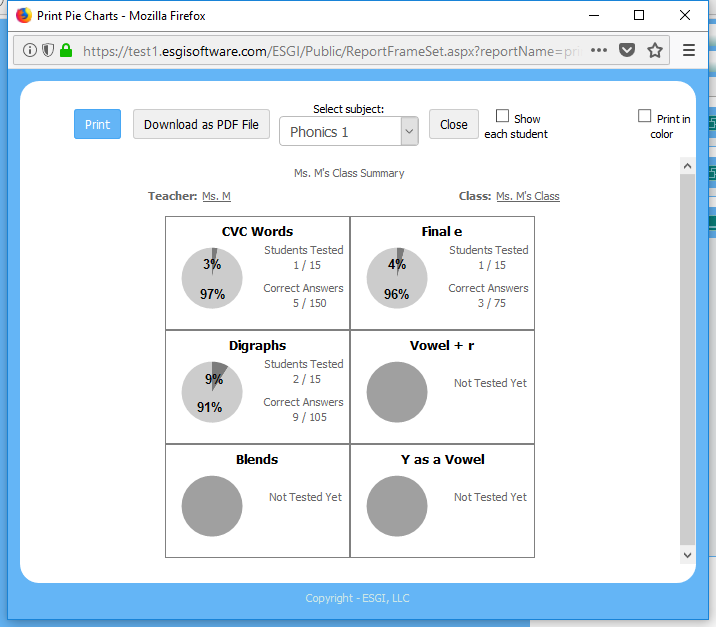 Print Pie Charts - Mozilla Firefox
https://test1.esgisoftware.com/ESGI/Public/ReportFrameSet.aspx?reportName=pri
Print
Download as PDF File
Select subject:
Phonics 1
Close
Show
each student
Print in
color
Ms. M's Class Summary
Teacher: Ms. M
Class: Ms. M's Class
CVC Words
3%
97%
Students Tested
1 / 15
Correct Answers
5 / 150
Final e
4%
96%
Students Tested
1 / 15
Correct Answers
3 / 75
Digraphs
9%
91%
Students Tested
2 / 15
Correct Answers
9 / 105
Vowel + r
Not Tested Yet
Blends
Not Tested Yet
Y as a Vowel
Not Tested Yet
Copyright - ESGI, LLC